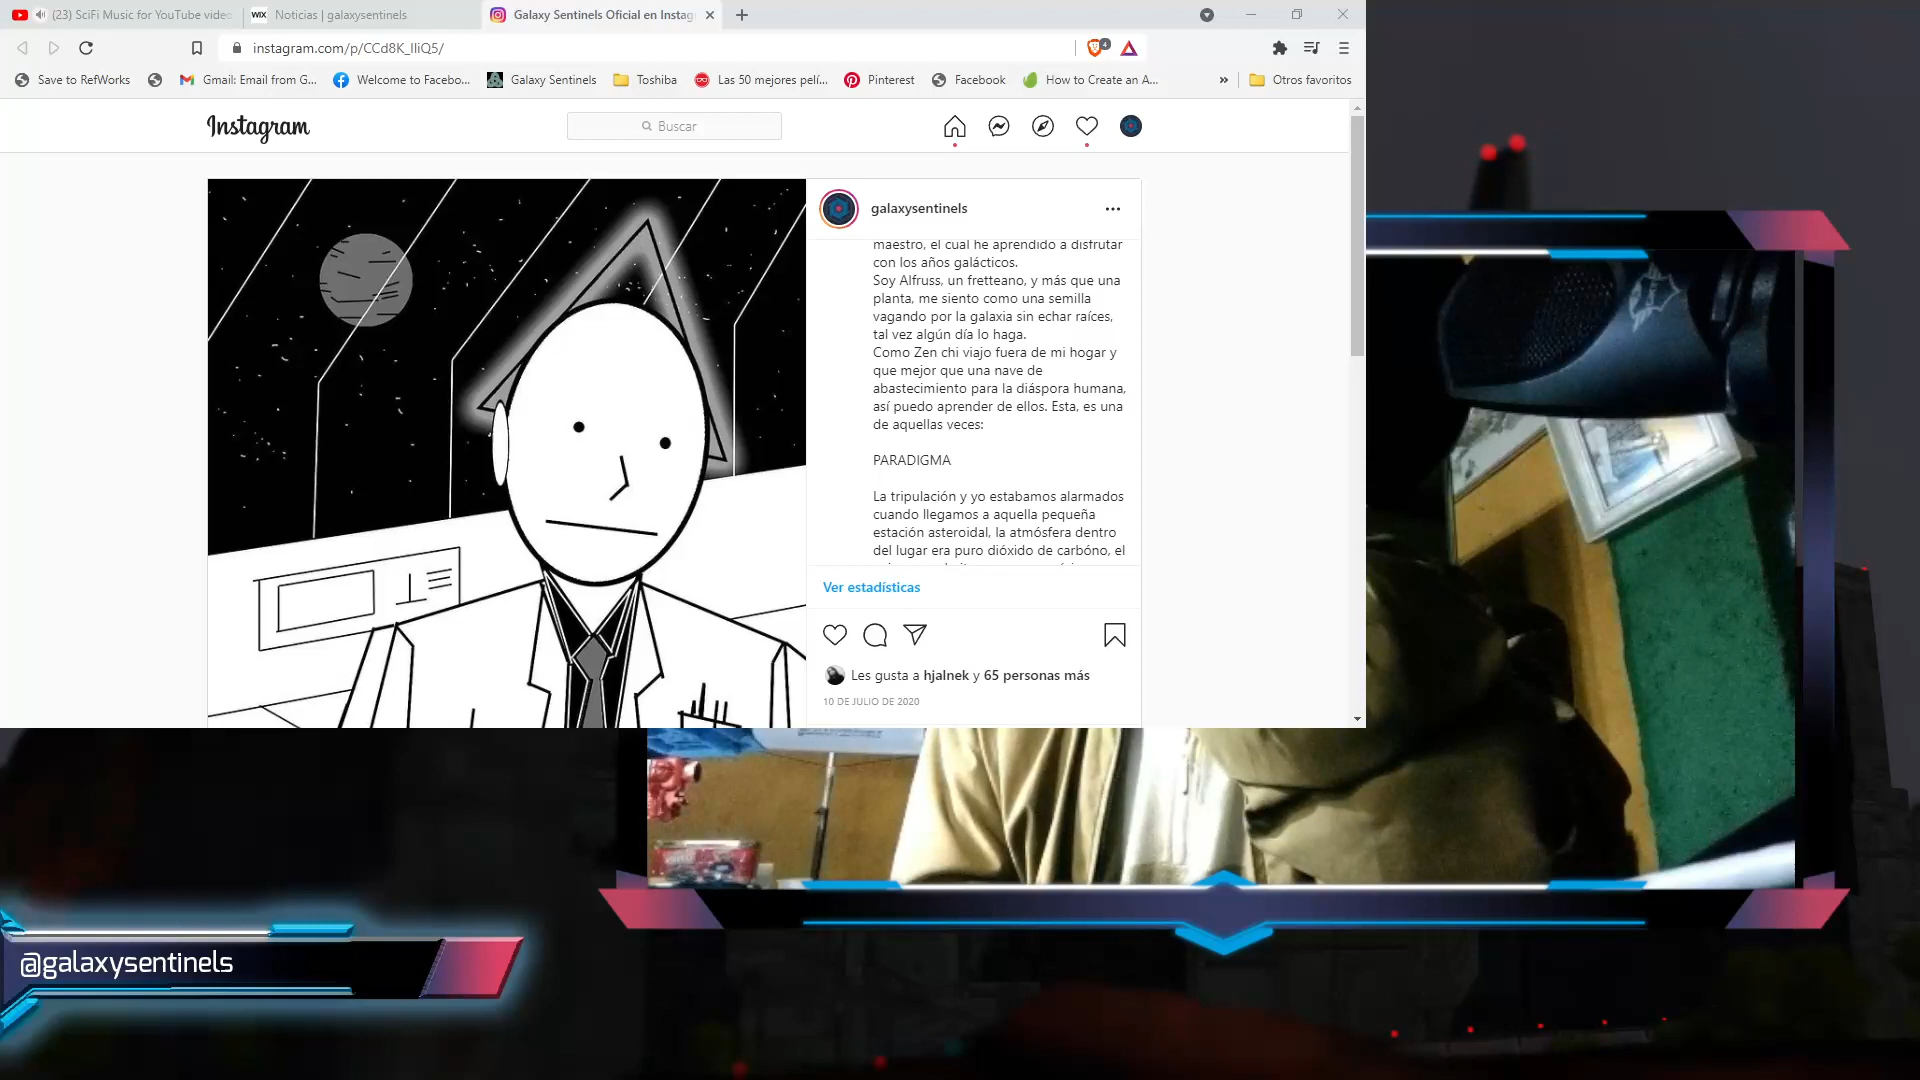 (23) SciFi Music for YouTube video
WIX Noticias | galaxysentinels
Galaxy Sentinels Oficial en Instag
instagram.com/p/CCd8K_IliQ5/
4
Save to RefWorks
Gmail: Email from G...
Welcome to Facebo...
Galaxy Sentinels
Toshiba
Las 50 mejores pelí...
Pinterest
Facebook
How to Create an A...
»
Otros favoritos
Instagram
Buscar
galaxysentinels
maestro, el cual he aprendido a disfrutar
con los años galácticos.
Soy Alfruss, un fretteano, y más que una
planta, me siento como una semilla
vagando por la galaxia sin echar raíces,
tal vez algún día lo haga.
Como Zen chi viajo fuera de mi hogar y
que mejor que una nave de
abastecimiento para la diáspora humana,
así puedo aprender de ellos. Esta, es una
de aquellas veces:
PARADIGMA
La tripulación y yo estabamos alarmados
cuando llegamos a aquella pequeña
estación asteroidal, la atmósfera dentro
del lugar era puro dióxido de carbóno, el
Ver estadísticas
Les gusta a hjalnek y 65 personas más
10 DE JULIO DE 2020
@galaxysentinels